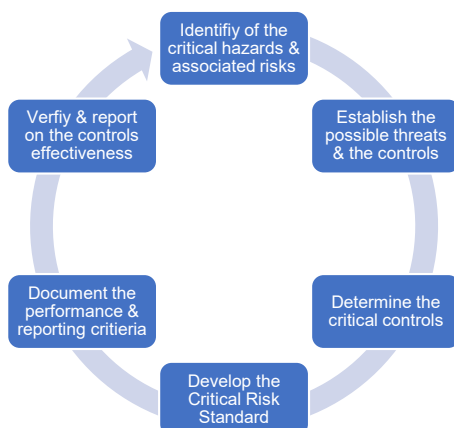 Identifiy of the
critical hazards &
associated risks
Establish the
possible threats
& the controls
Determine the
critical controls
Develop the
Critical Risk
Standard
Document the
performance &
reporting critieria
Verfiy & report
on the controls
effectiveness